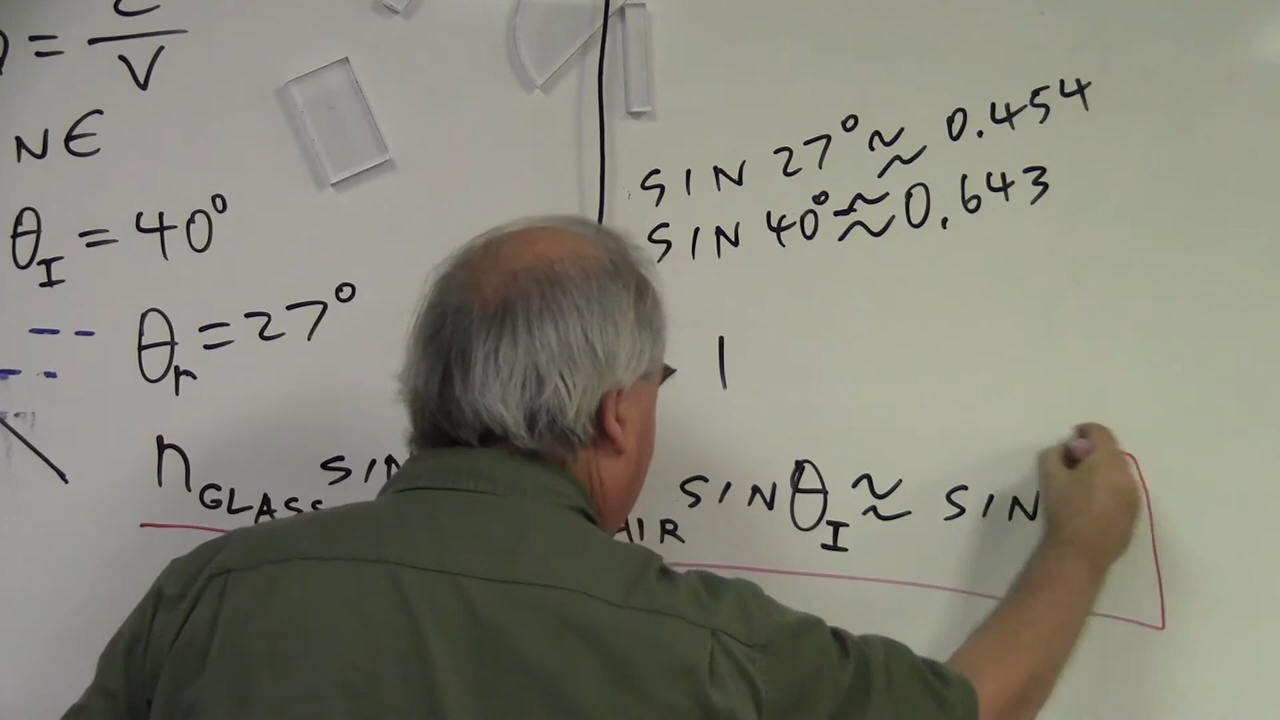 = C/V
NE
θ_I = 40°
θ_r = 27°
SIN 27° ≈ 0.454
SIN 40° ≈ 0.643
1
n_GLASS SIN AIR SIN θ_I ≈ SIN